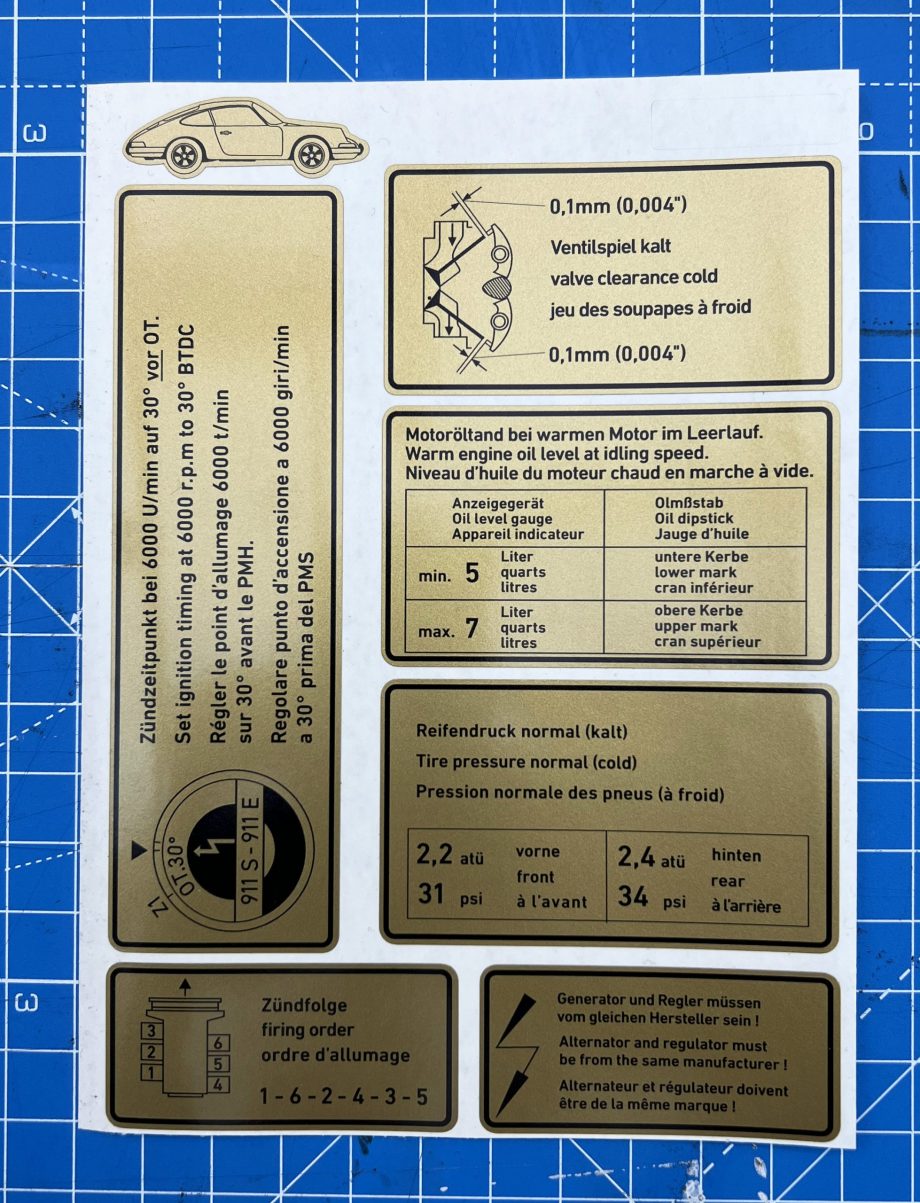 0,1mm (0,004")
Ventilspiel kalt
valve clearance cold
jeu des soupapes à froid
0,1mm (0,004")
Zündzeitpunkt bei 6000 U/min auf 30° vor OT.
Set ignition timing at 6000 r.p.m to 30° BTDC
Régler le point d'allumage 6000 t/min
sur 30° avant le PMH.
Regolare punto d'accensione a 6000 giri/min
a 30° prima del PMS
Z1
OT.30°
911 S - 911 E
Motoröltand bei warmen Motor im Leerlauf.
Warm engine oil level at idling speed.
Niveau d'huile du moteur chaud en marche à vide.
Anzeigegerät
Oil level gauge
Appareil indicateur
Olmßstab
Oil dipstick
Jauge d'huile
min. 5 Liter
quarts
litres
untere Kerbe
lower mark
cran inférieur
max. 7 Liter
quarts
litres
obere Kerbe
upper mark
cran supérieur
Reifendruck normal (kalt)
Tire pressure normal (cold)
Pression normale des pneus (à froid)
2,2 atü
31 psi
vorne
front
à l'avant
2,4 atü
34 psi
hinten
rear
à l'arrière
3
2
1
6
5
4
Zündfolge
firing order
ordre d'allumage
1 - 6 - 2 - 4 - 3 - 5
Generator und Regler müssen
vom gleichen Hersteller sein !
Alternator and regulator must
be from the same manufacturer !
Alternateur et régulateur doivent
être de la même marque !
3
3